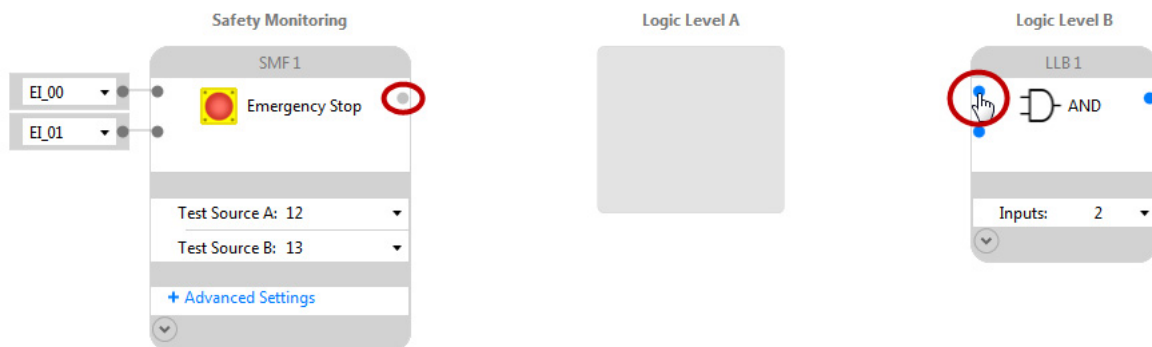 Safety Monitoring
Logic Level A
Logic Level B
SMF 1
LLB 1
EI_00
Emergency Stop
AND
EI_01
Test Source A: 12
Inputs: 2
Test Source B: 13
+ Advanced Settings